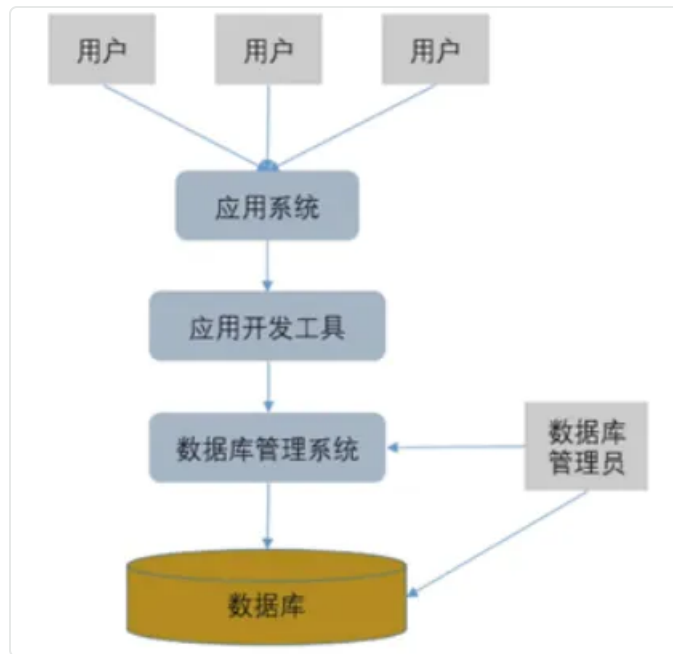 用户
用户
用户
应用系统
应用开发工具
数据库管理系统
数据库
管理员
数据库